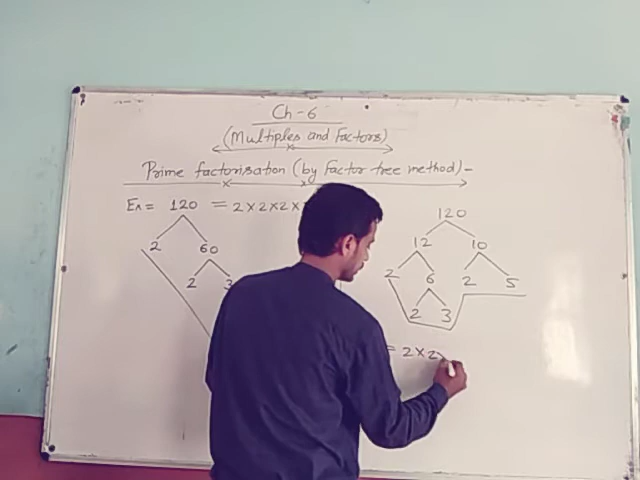 Ch-6
(Multiples and Factors)
Prime factorisation (by Factor tree method)-
Ex = 120 = 2×2×2×
2 60
2 3
120
12 10
2 6 2 5
2 3
= 2×2×